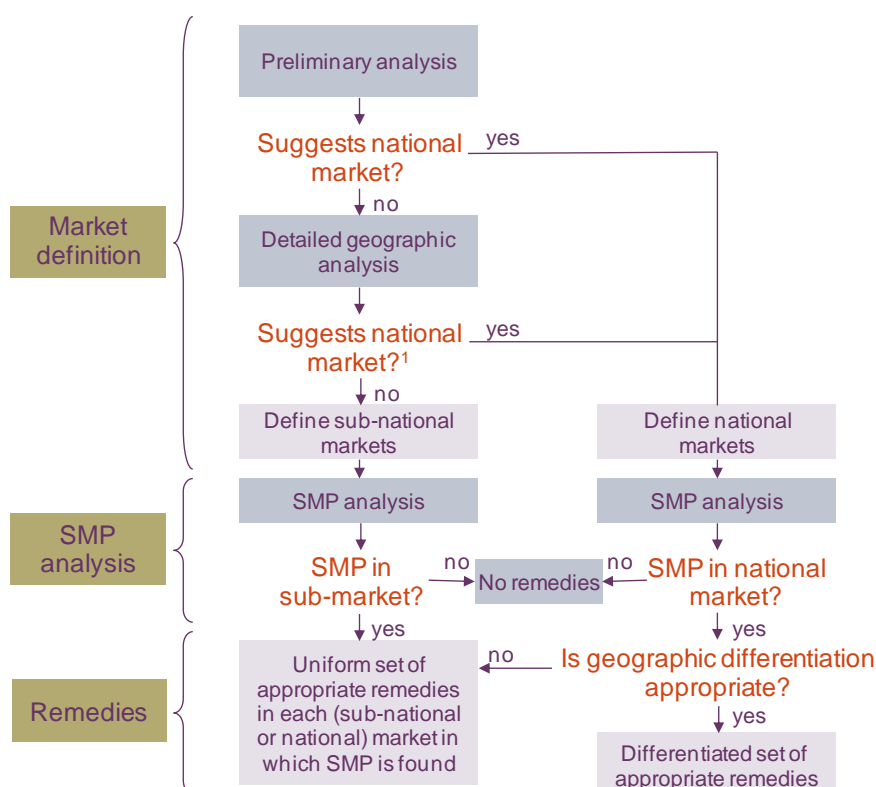 Preliminary analysis
Suggests national
market?
yes
no
Market
definition
Detailed geographic
analysis
Suggests national
market?¹
yes
no
Define sub-national
markets
Define national
markets
SMP
analysis
SMP analysis
SMP analysis
SMP in
sub-market?
no
No remedies
no
SMP in national
market?
yes
yes
Remedies
Uniform set of
appropriate remedies
in each (sub-national
or national) market in
which SMP is found
no
Is geographic differentiation
appropriate?
yes
Differentiated set of
appropriate remedies